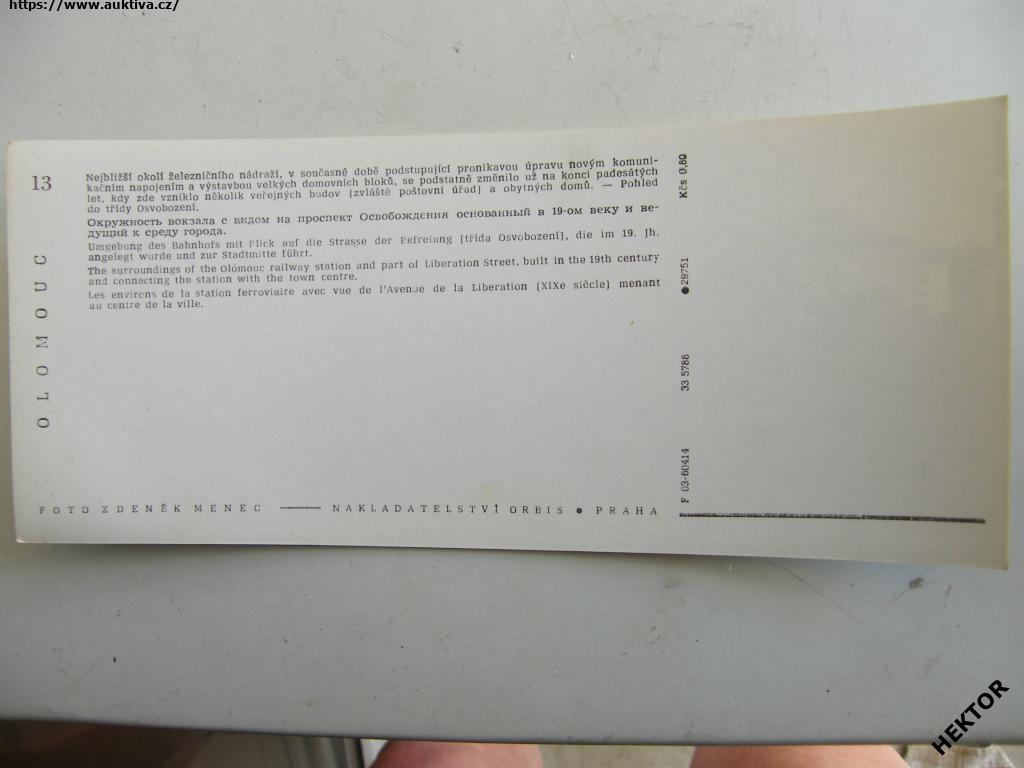 https://www.auktiva.cz/
13
Nejbližší okolí železničního nádraží, v současné době podstupující pronikavou úpravu novým komuni-
kačním napojením a výstavbou velkých domovních bloků, se podstatně změnilo už na konci padesátých
let, kdy zde vzniklo několik veřejných budov (zvláště poštovní úřad) a obytných domů. — Pohled
do třídy Osvobození.
Окружность вокзала с видом на проспект Освобождения основанный в 19-ом веку и ве-
дущий к среду города.
Umgebung des Bahnhofs mit Flick auf die Strasse der Eefreiung (třída Osvobození), die im 19. Jh.
angelegt wurde und zur Stadtmitte führt.
The surroundings of the Olomouc railway station and part of Liberation Street, built in the 19th century
and connecting the station with the town centre.
Les environs de la station ferroviaire avec vue de l'Avenue de la Liberation (XIXe siècle) menant
au centre de la ville.
OLOMOUC
FOTO ZDENĚK MENEC —— NAKLADATELSTVÍ ORBIS ● PRAHA
Kčs 0,80
●29751
33 5788
F 03-60414
HEKTOR